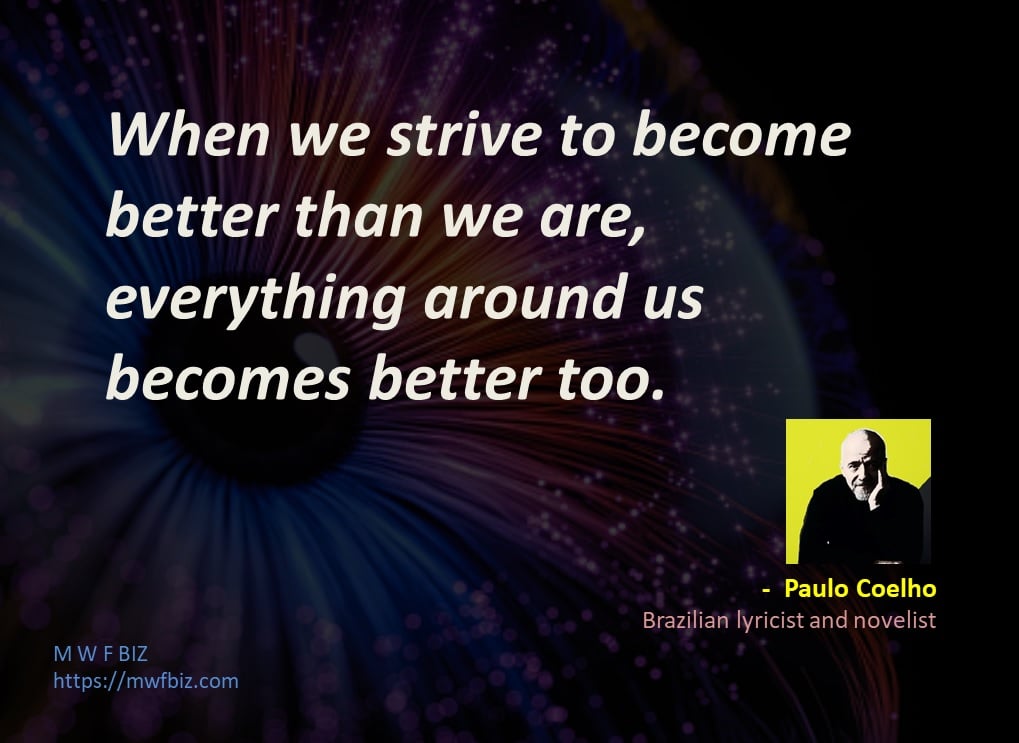 When we strive to become
better than we are,
everything around us
becomes better too.
- Paulo Coelho
Brazilian lyricist and novelist
M W F BIZ
https://mwfbiz.com